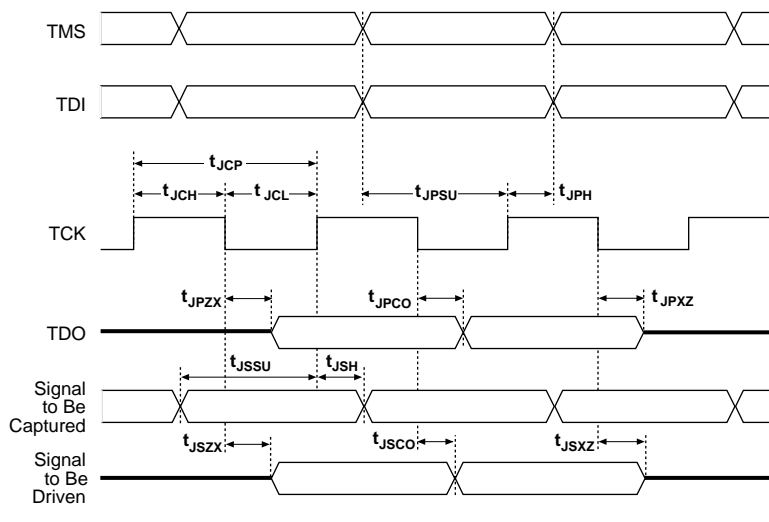 TMS
TDI
tJCP
tJCH
tJCL
tJPSU
tJPH
TCK
tJPZX
tJPCO
tJPXZ
TDO
tJSSU
tJSH
Signal
to Be
Captured
tJSZX
tJSCO
tJSXZ
Signal
to Be
Driven